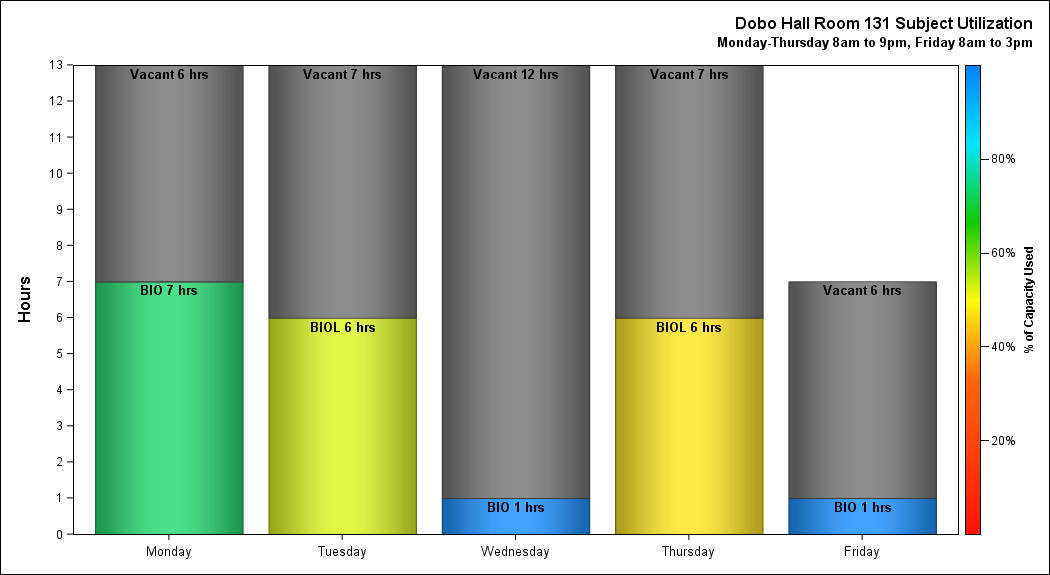 Dobo Hall Room 131 Subject Utilization
Monday-Thursday 8am to 9pm, Friday 8am to 3pm
13
12
11
10
9
8
7
6
5
4
3
2
1
0
Hours
Vacant 6 hrs
BIO 7 hrs
Vacant 7 hrs
BIOL 6 hrs
Vacant 12 hrs
BIO 1 hrs
Vacant 7 hrs
BIOL 6 hrs
Vacant 6 hrs
BIO 1 hrs
Monday
Tuesday
Wednesday
Thursday
Friday
80%
60%
40%
20%
% of Capacity Used